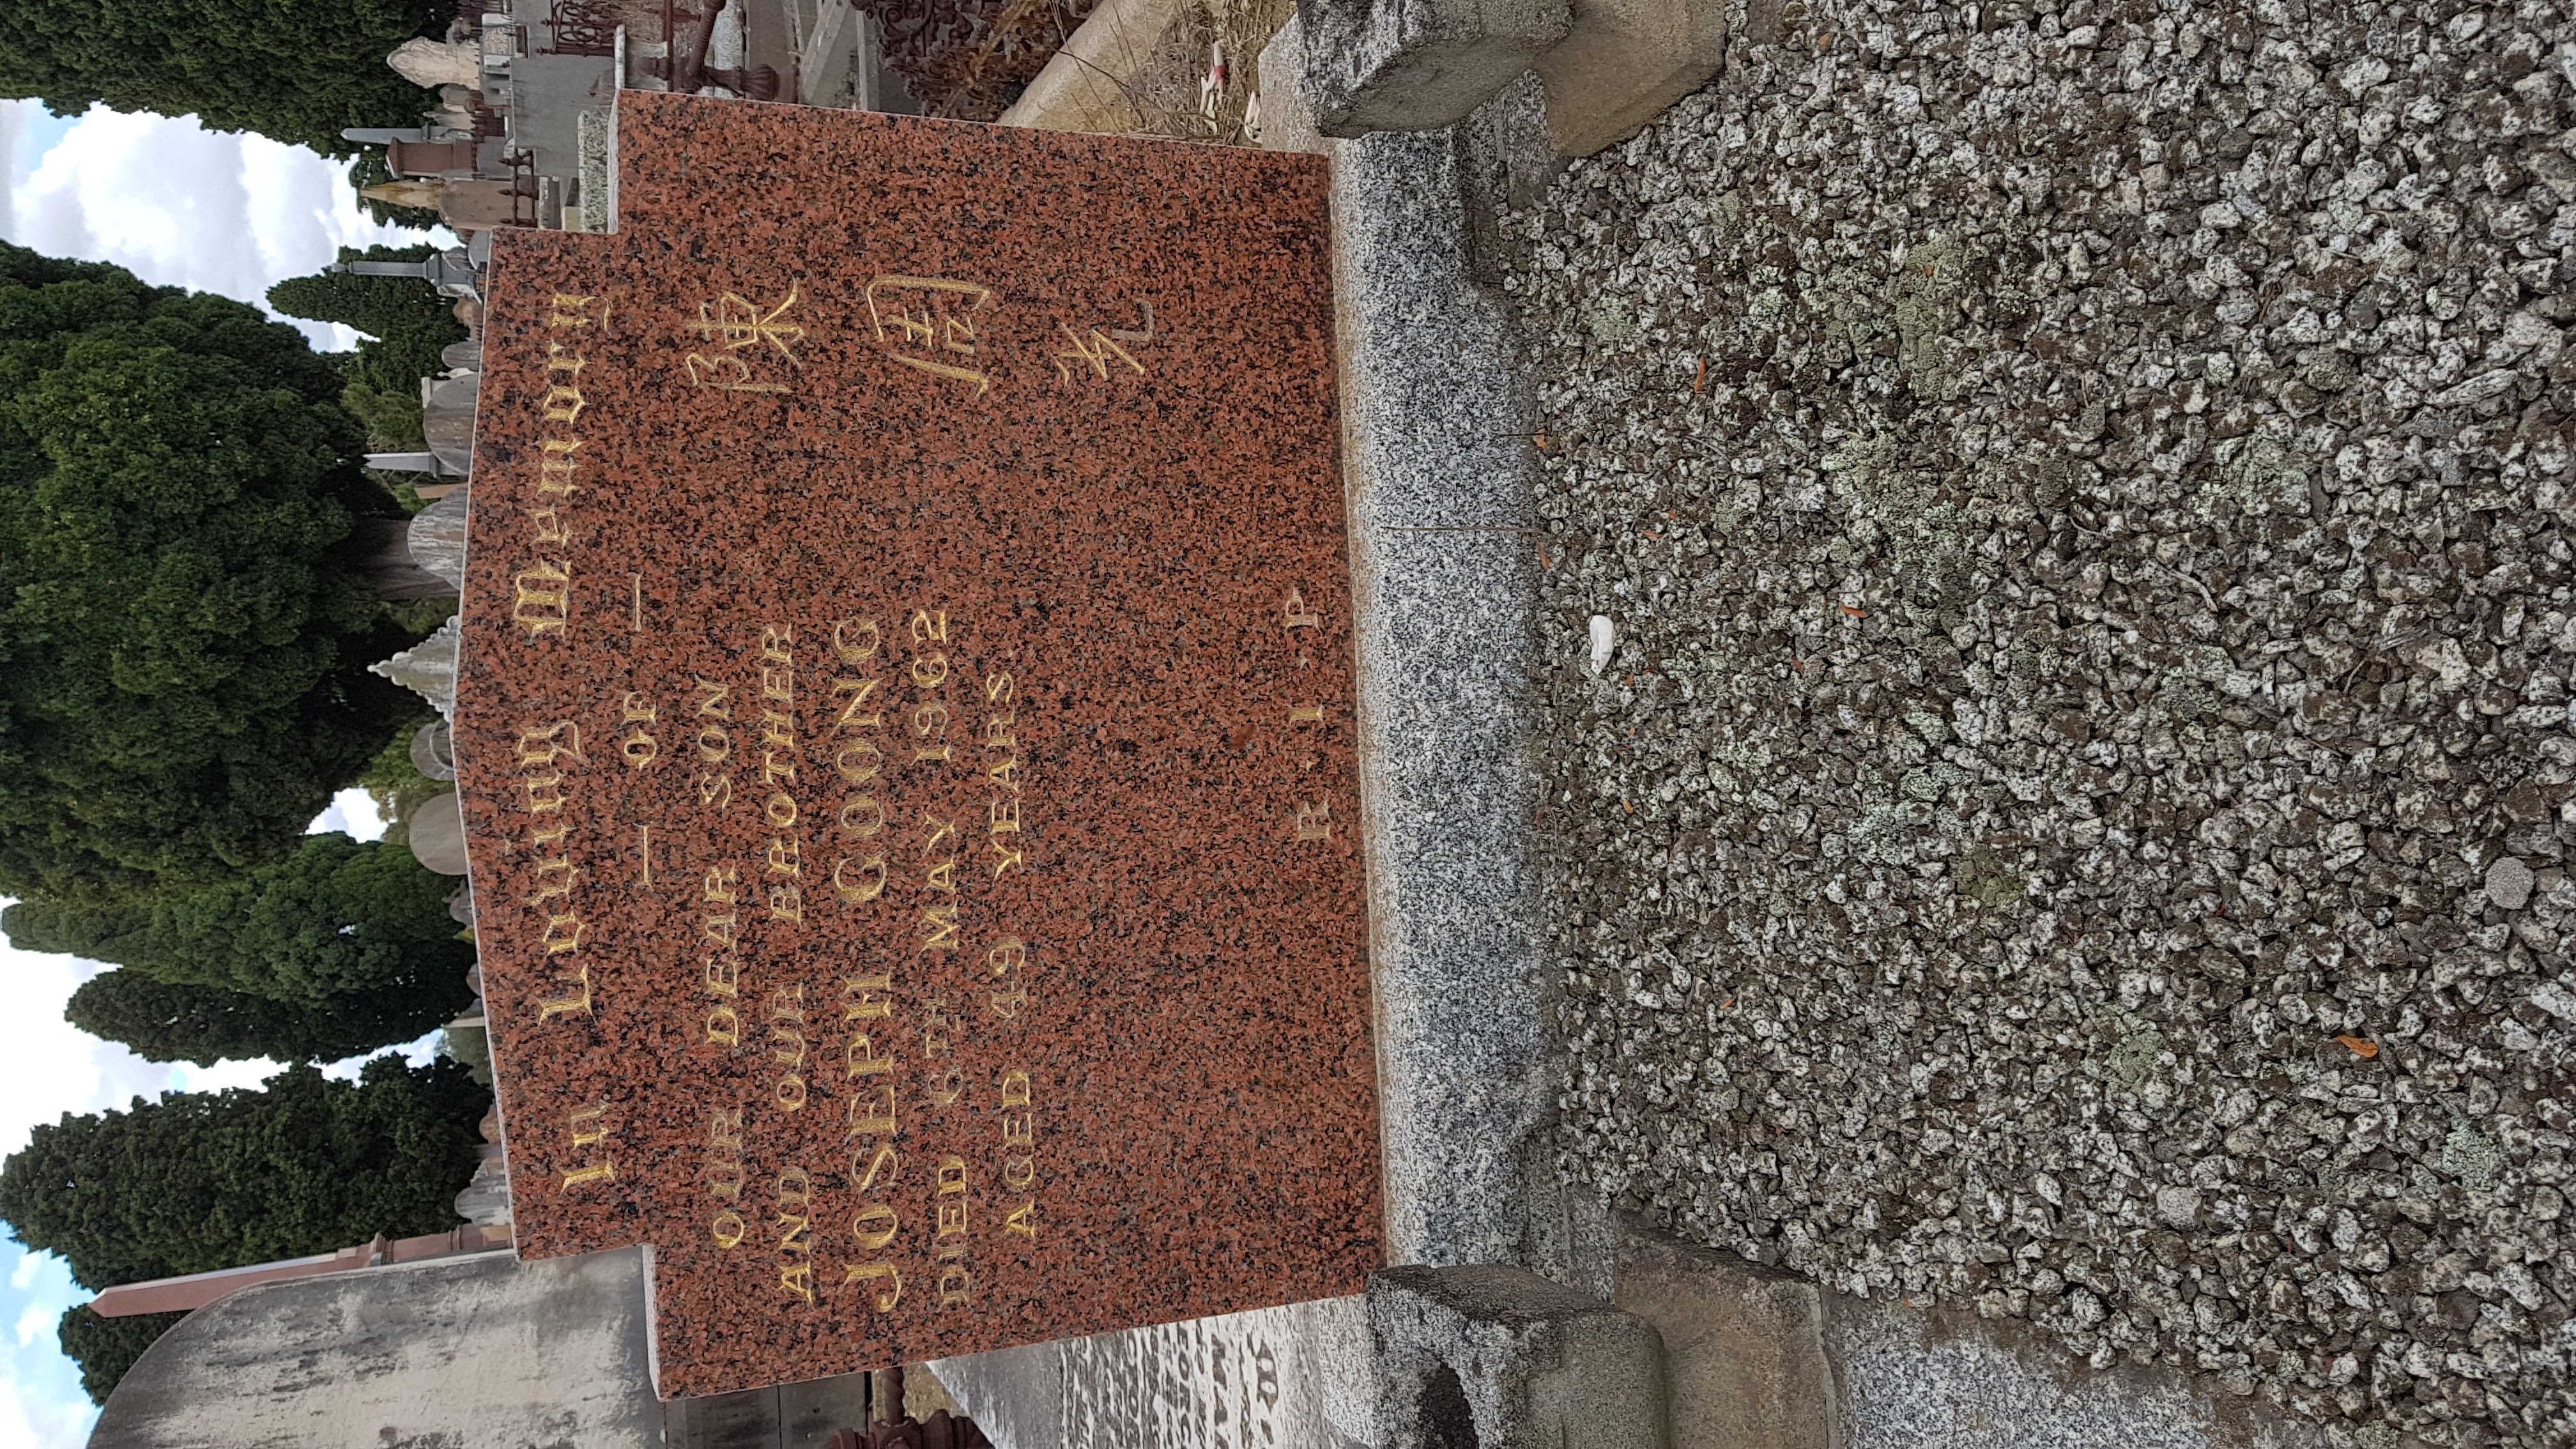 In Loving Memory
— OF —
OUR DEAR SON
AND OUR BROTHER
JOSEPH GOONG
DIED 6TH MAY 1962
AGED 49 YEARS.
陳周光
R·I·P